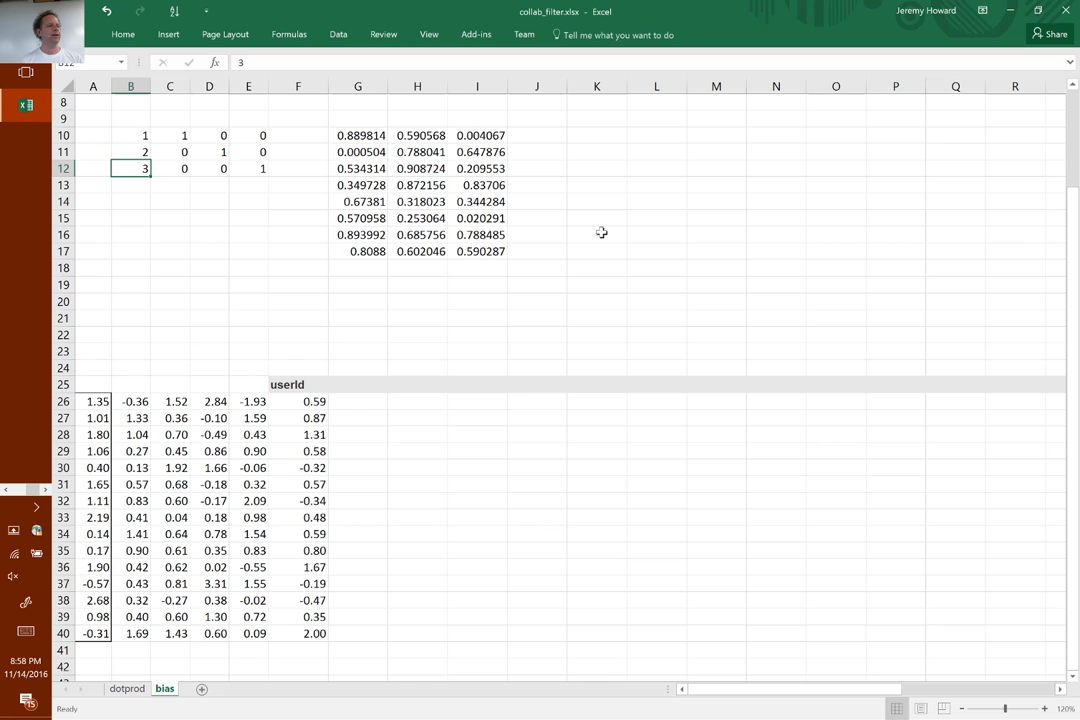 collab_filter.xlsx - Excel
Jeremy Howard
Home Insert Page Layout Formulas Data Review View Add-ins Team Tell me what you want to do Share
fx 3
A B C D E F G H I J K L M N O P Q R
8
9
10 1 1 0 0 0.889814 0.590568 0.004067
11 2 0 1 0 0.000504 0.788041 0.647876
12 3 0 0 1 0.534314 0.908724 0.209553
13 0.349728 0.872156 0.83706
14 0.67381 0.318023 0.344284
15 0.570958 0.253064 0.020291
16 0.893992 0.685756 0.788485
17 0.8088 0.602046 0.590287
18
19
20
21
22
23
24
25 userId
26 1.35 -0.36 1.52 2.84 -1.93 0.59
27 1.01 1.33 0.36 -0.10 1.59 0.87
28 1.80 1.04 0.70 -0.49 0.43 1.31
29 1.06 0.27 0.45 0.86 0.90 0.58
30 0.40 0.13 1.92 1.66 -0.06 -0.32
31 1.65 0.57 0.68 -0.18 0.32 0.57
32 1.11 0.83 0.60 -0.17 2.09 -0.34
33 2.19 0.41 0.04 0.18 0.98 0.48
34 0.14 1.41 0.64 0.78 1.54 0.59
35 0.17 0.90 0.61 0.35 0.83 0.80
36 1.90 0.42 0.62 0.02 -0.55 1.67
37 -0.57 0.43 0.81 3.31 1.55 -0.19
38 2.68 0.32 -0.27 0.38 -0.02 -0.47
39 0.98 0.40 0.60 1.30 0.72 0.35
40 -0.31 1.69 1.43 0.60 0.09 2.00
41
42
dotprod bias
Ready
120%
8:58 PM
11/14/2016
15